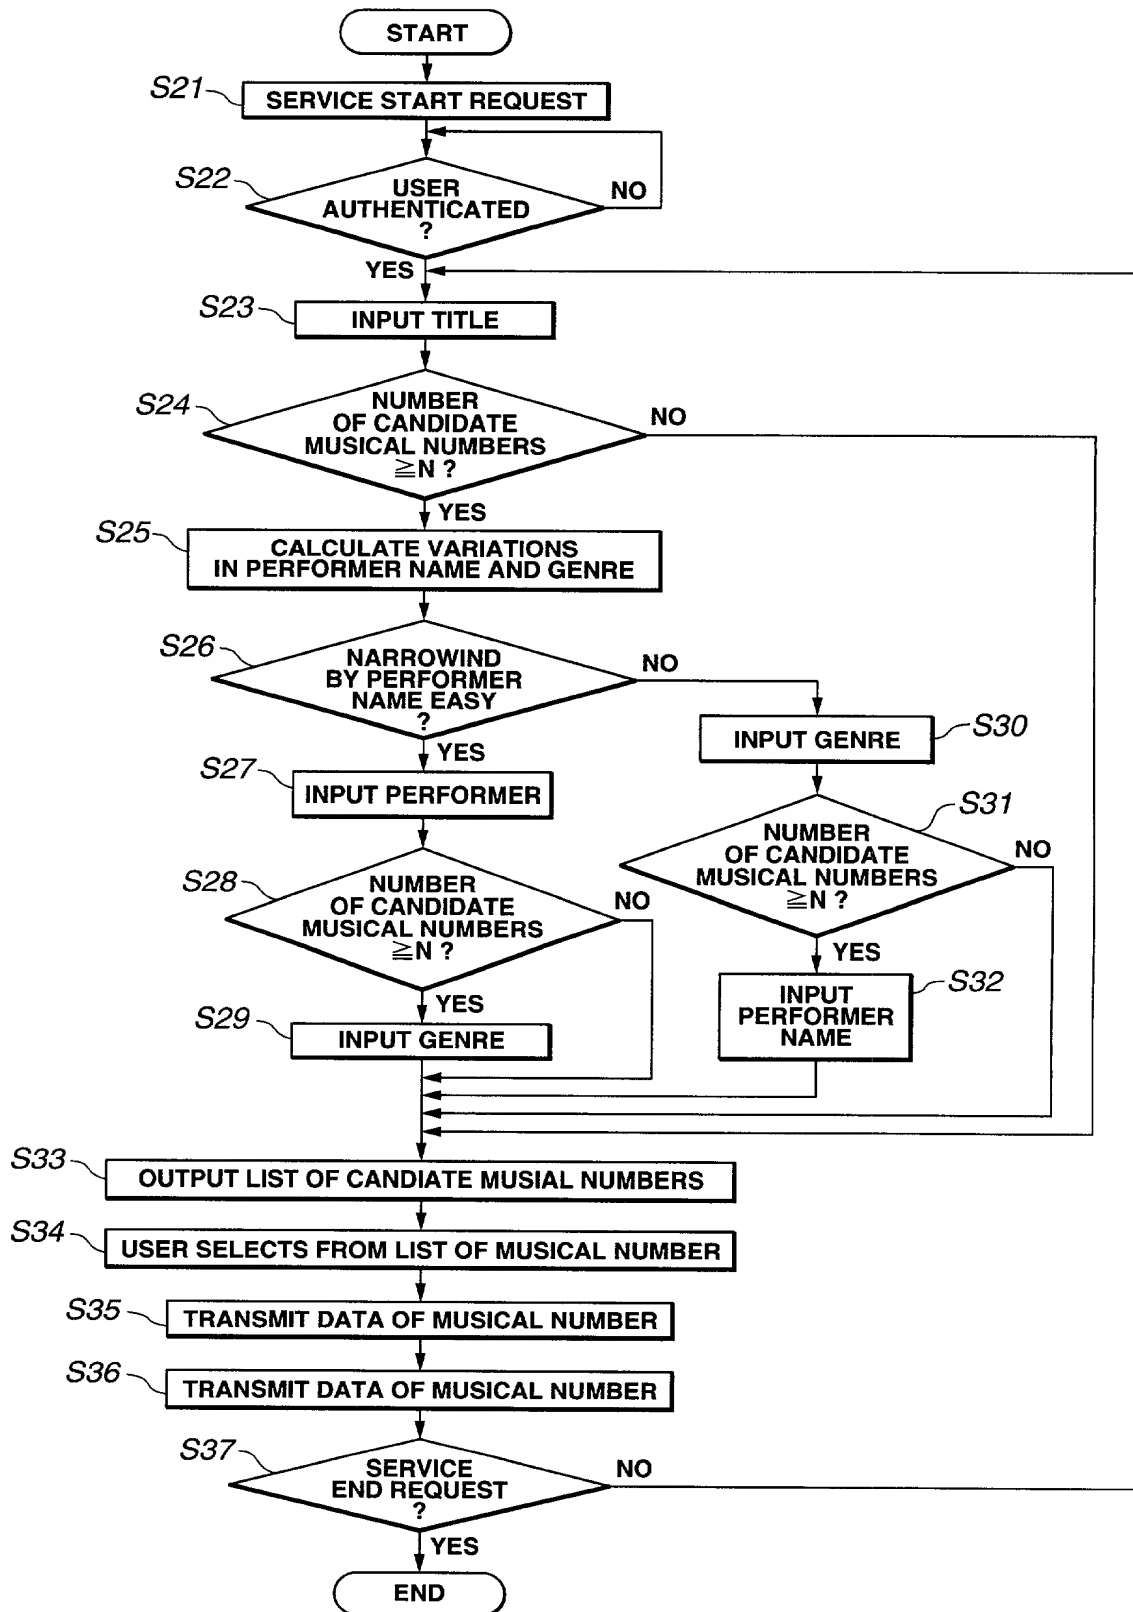 START
S21
SERVICE START REQUEST
S22
USER
AUTHENTICATED
?
NO
YES
S23
INPUT TITLE
S24
NUMBER
OF CANDIDATE
MUSICAL NUMBERS
≧N ?
NO
YES
S25
CALCULATE VARIATIONS
IN PERFORMER NAME AND GENRE
S26
NARROWIND
BY PERFORMER
NAME EASY
?
NO
YES
S27
INPUT PERFORMER
S28
NUMBER
OF CANDIDATE
MUSICAL NUMBERS
≧N ?
NO
YES
S29
INPUT GENRE
INPUT GENRE
S30
S31
NUMBER
OF CANDIDATE
MUSICAL NUMBERS
≧N ?
NO
YES
S32
INPUT
PERFORMER
NAME
S33
OUTPUT LIST OF CANDIATE MUSIAL NUMBERS
S34
USER SELECTS FROM LIST OF MUSICAL NUMBER
S35
TRANSMIT DATA OF MUSICAL NUMBER
S36
TRANSMIT DATA OF MUSICAL NUMBER
S37
SERVICE
END REQUEST
?
NO
YES
END